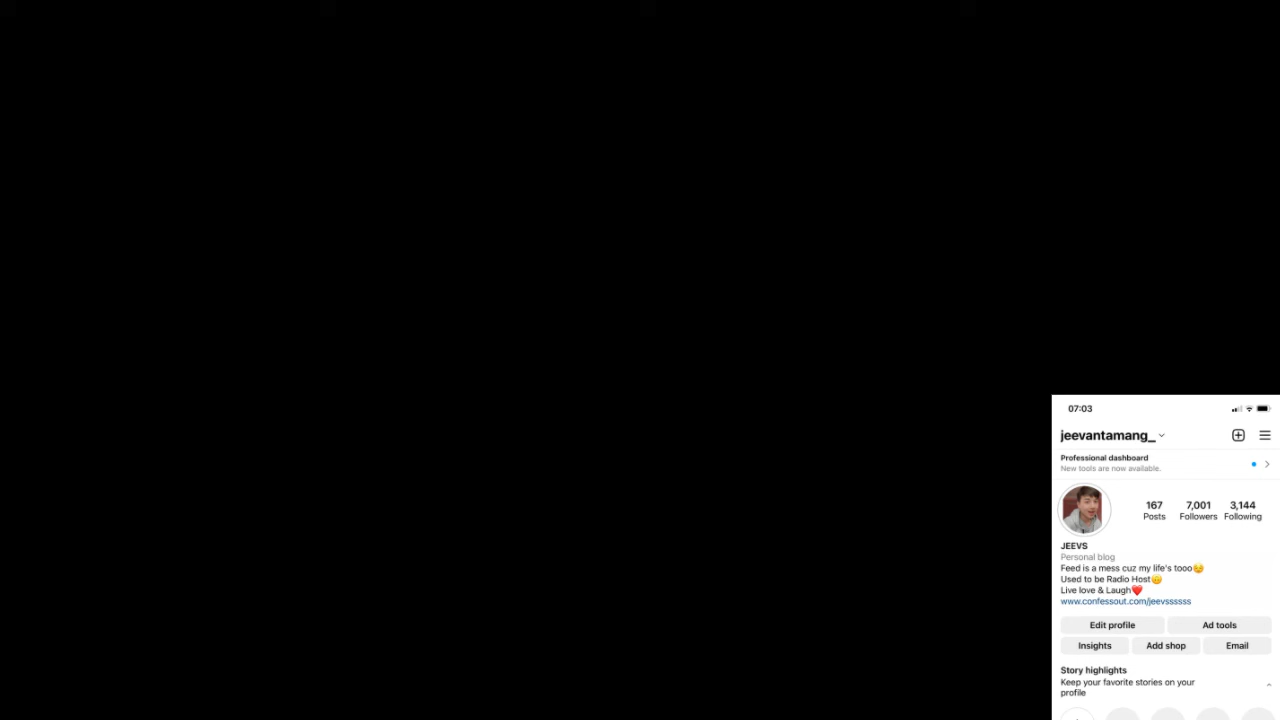 07:03
jeevantamang_
Professional dashboard
New tools are now available.
167 7,001 3,144
Posts Followers Following
JEEVS
Personal blog
Feed is a mess cuz my life's tooo😔
Used to be Radio Host🙃
Live love & Laugh❤️
www.confessout.com/jeevssssss
Edit profile Ad tools
Insights Add shop Email
Story highlights
Keep your favorite stories on your
profile